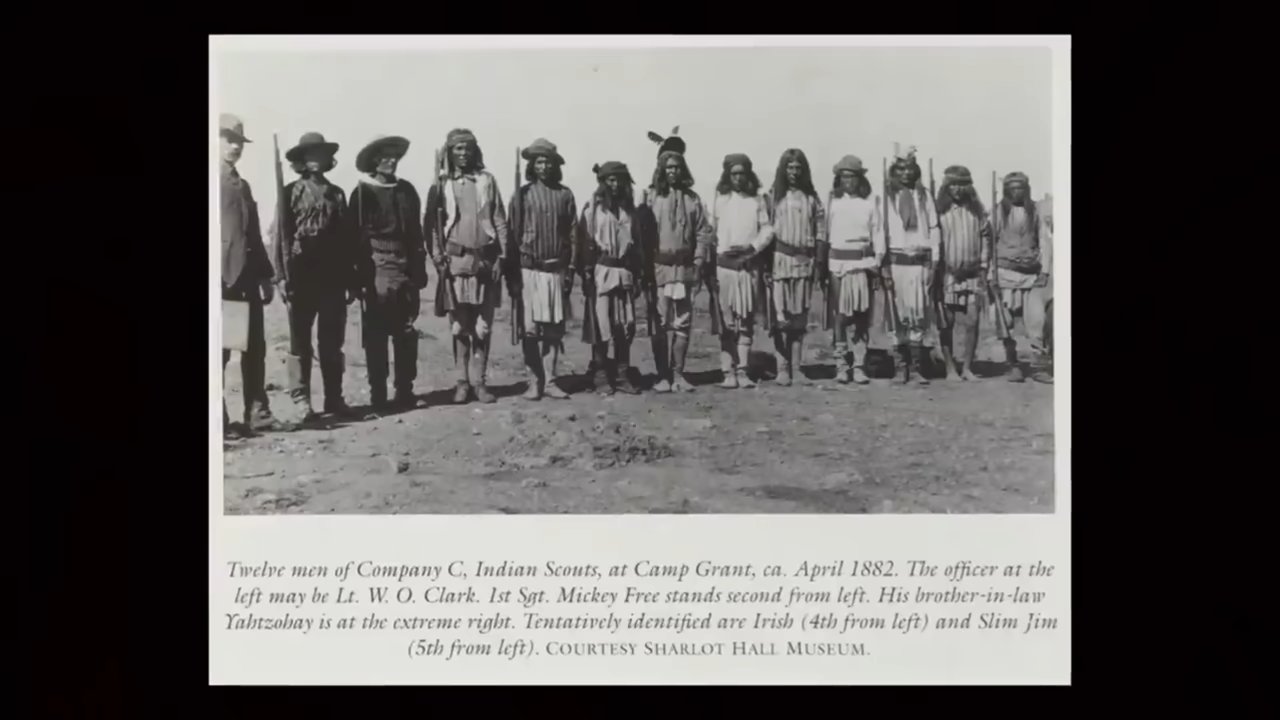 Twelve men of Company C, Indian Scouts, at Camp Grant, ca. April 1882. The officer at the
left may be Lt. W. O. Clark. 1st Sgt. Mickey Free stands second from left. His brother-in-law
Yahtzohay is at the extreme right. Tentatively identified are Irish (4th from left) and Slim Jim
(5th from left). COURTESY SHARLOT HALL MUSEUM.